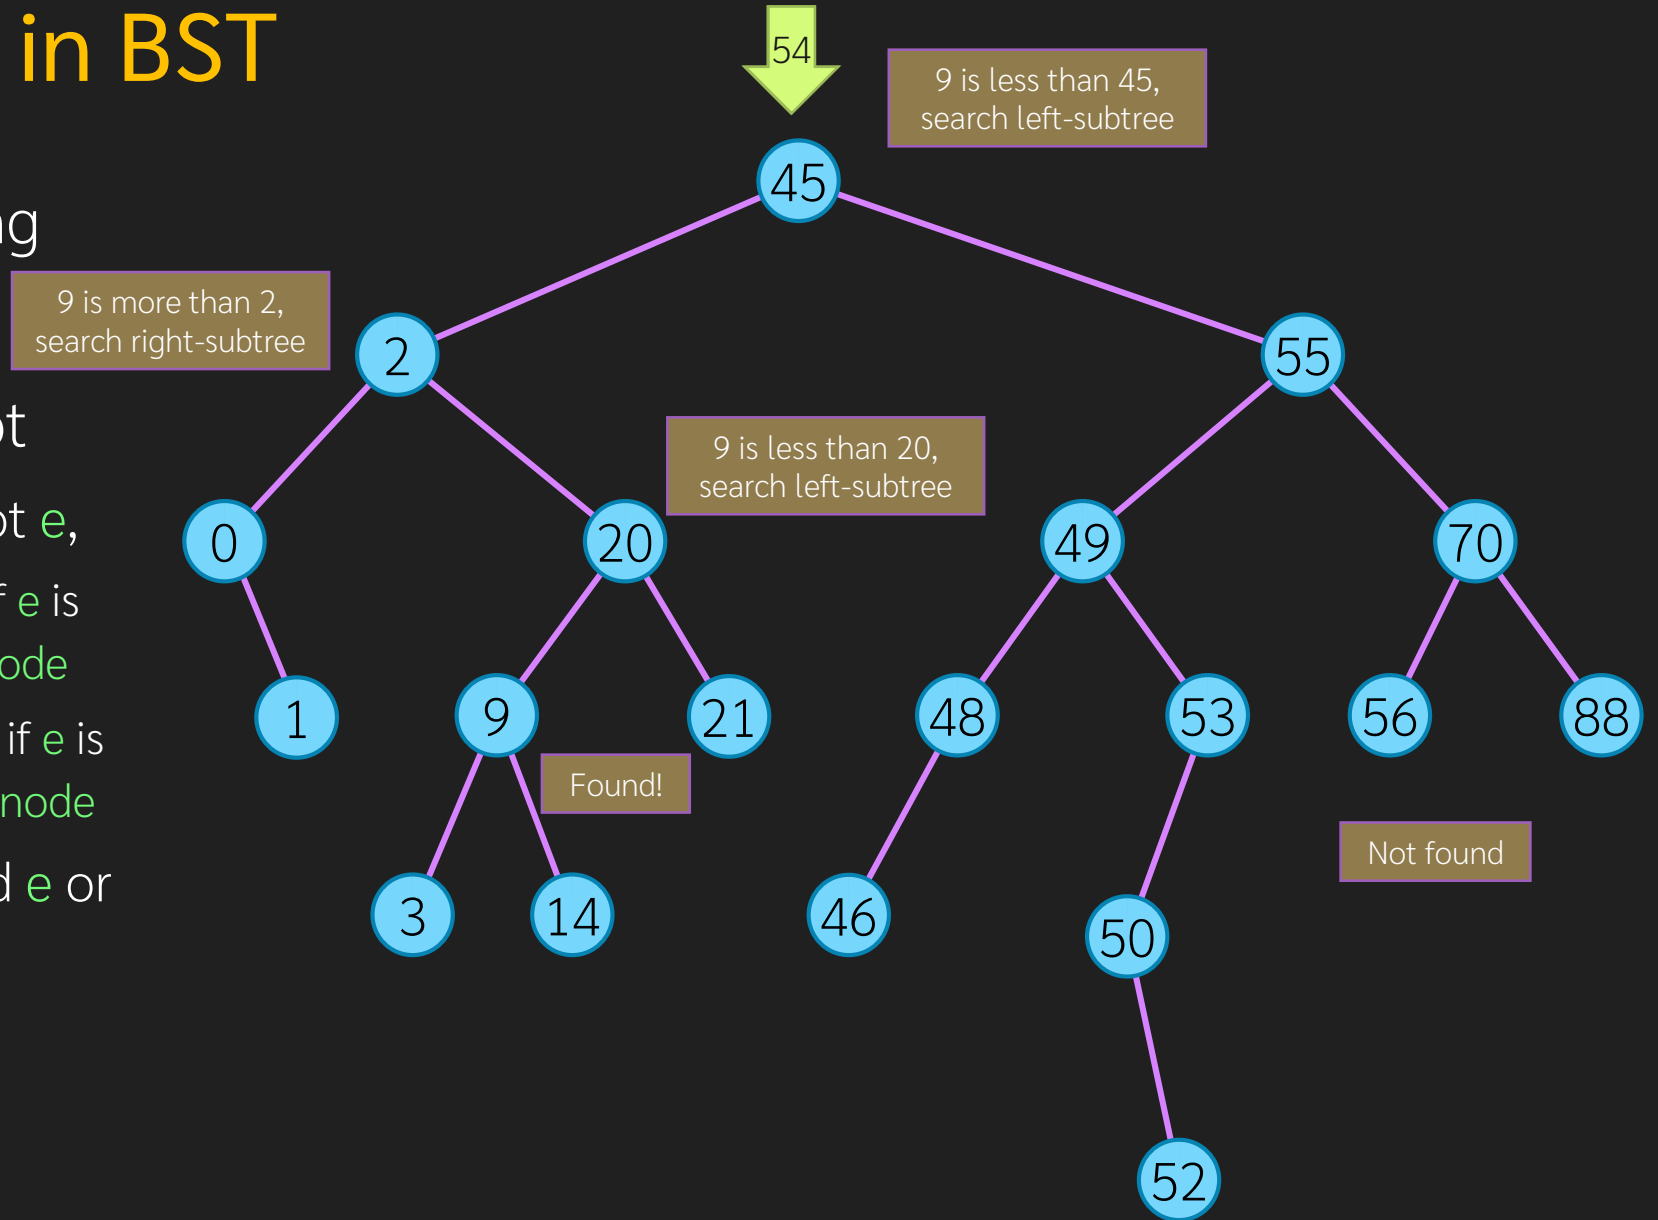 in BST
54
9 is less than 45,
search left-subtree
45
9 is more than 2,
search right-subtree
2
55
9 is less than 20,
search left-subtree
0
20
49
70
e,
e is
1
9
21
48
53
56
88
if e is
node
Found!
Not found
e or
3
14
46
50
52